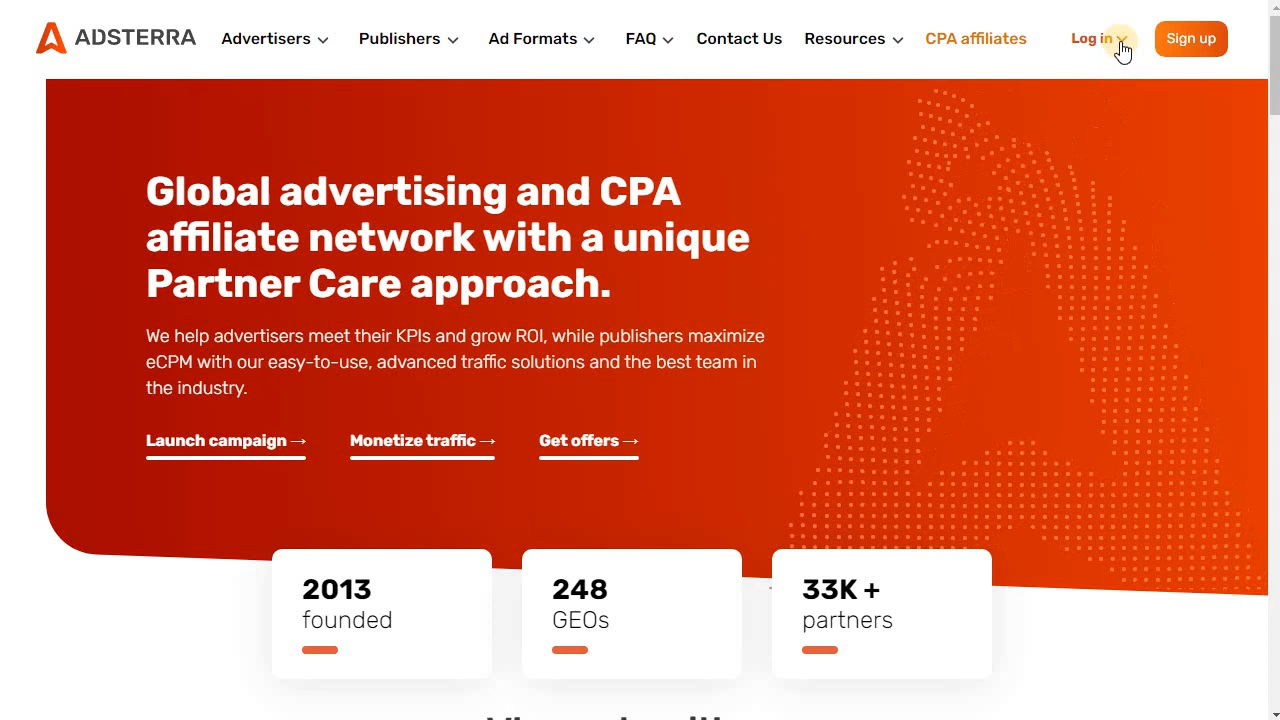 ADSTERRA Advertisers Publishers Ad Formats FAQ Contact Us Resources CPA affiliates Log in Sign up
Global advertising and CPA
affiliate network with a unique
Partner Care approach.
We help advertisers meet their KPIs and grow ROI, while publishers maximize
eCPM with our easy-to-use, advanced traffic solutions and the best team in
the industry.
Launch campaign → Monetize traffic → Get offers →
2013 248 33K +
founded GEOs partners